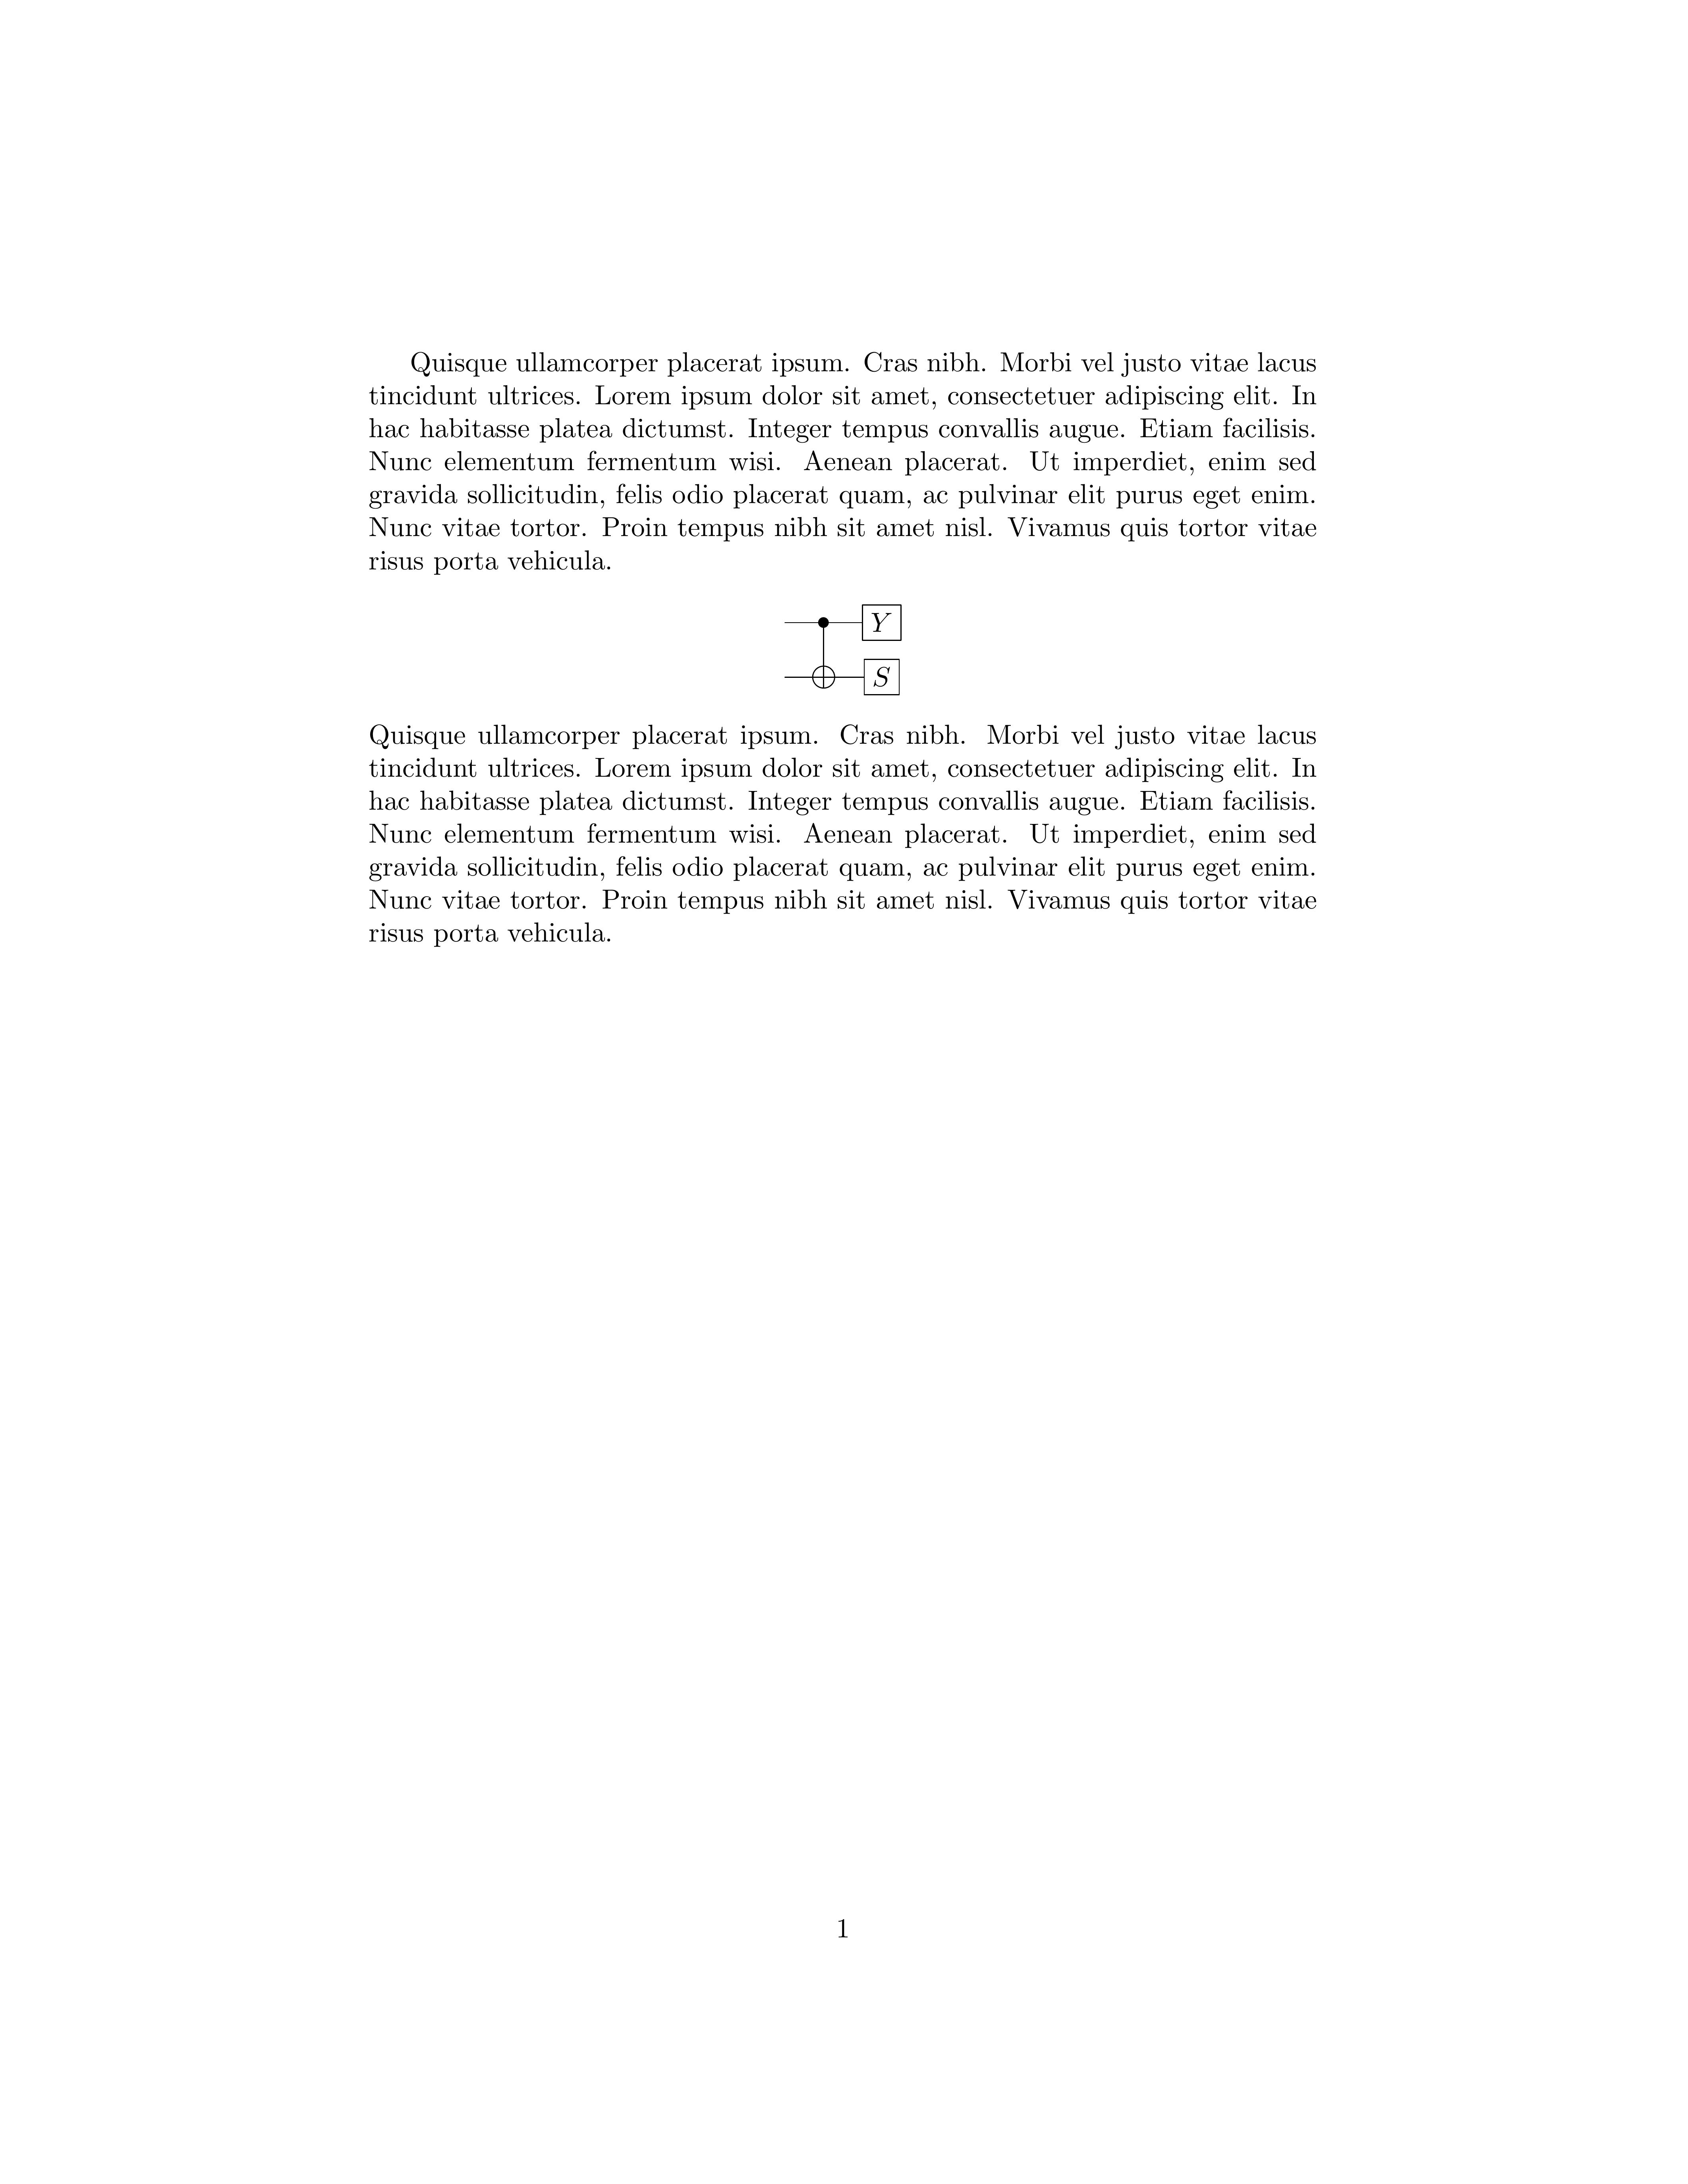 Quisque ullamcorper placerat ipsum. Cras nibh. Morbi vel justo vitae lacus
tincidunt ultrices. Lorem ipsum dolor sit amet, consectetuer adipiscing elit. In
hac habitasse platea dictumst. Integer tempus convallis augue. Etiam facilisis.
Nunc elementum fermentum wisi. Aenean placerat. Ut imperdiet, enim sed
gravida sollicitudin, felis odio placerat quam, ac pulvinar elit purus eget enim.
Nunc vitae tortor. Proin tempus nibh sit amet nisl. Vivamus quis tortor vitae
risus porta vehicula.
Y
S
Quisque ullamcorper placerat ipsum. Cras nibh. Morbi vel justo vitae lacus
tincidunt ultrices. Lorem ipsum dolor sit amet, consectetuer adipiscing elit. In
hac habitasse platea dictumst. Integer tempus convallis augue. Etiam facilisis.
Nunc elementum fermentum wisi. Aenean placerat. Ut imperdiet, enim sed
gravida sollicitudin, felis odio placerat quam, ac pulvinar elit purus eget enim.
Nunc vitae tortor. Proin tempus nibh sit amet nisl. Vivamus quis tortor vitae
risus porta vehicula.
1